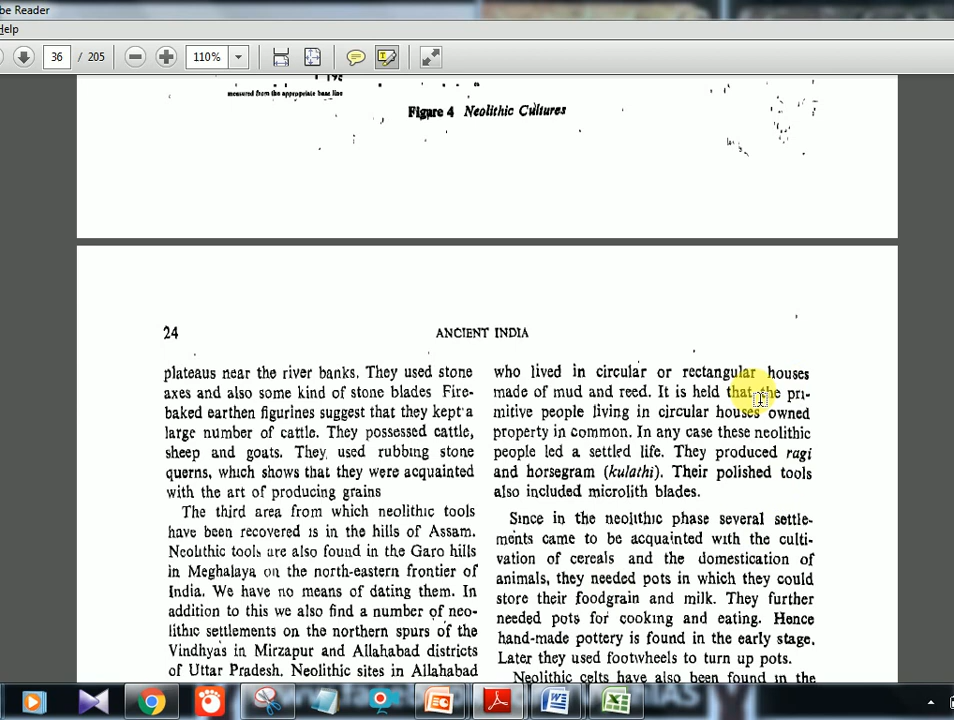 be Reader
Help
36 / 205
110%
measured from the appropriate base line
Figure 4 Neolithic Cultures
24
ANCIENT INDIA
plateaus near the river banks. They used stone
axes and also some kind of stone blades Fire-
baked earthen figurines suggest that they kept a
large number of cattle. They possessed cattle,
sheep and goats. They used rubbing stone
querns, which shows that they were acquainted
with the art of producing grains
The third area from which neolithic tools
have been recovered is in the hills of Assam.
Neolithic tools are also found in the Garo hills
in Meghalaya on the north-eastern frontier of
India. We have no means of dating them. In
addition to this we also find a number of neo-
lithic settlements on the northern spurs of the
Vindhyas in Mirzapur and Allahabad districts
of Uttar Pradesh. Neolithic sites in Allahabad
who lived in circular or rectangular houses
made of mud and reed. It is held that the pri-
mitive people living in circular houses owned
property in common. In any case these neolithic
people led a settled life. They produced ragi
and horsegram (kulathi). Their polished tools
also included microlith blades.
Since in the neolithic phase several settle-
ments came to be acquainted with the culti-
vation of cereals and the domestication of
animals, they needed pots in which they could
store their foodgrain and milk. They further
needed pots for cooking and eating. Hence
hand-made pottery is found in the early stage.
Later they used footwheels to turn up pots.
Neolithic celts have also been found in the